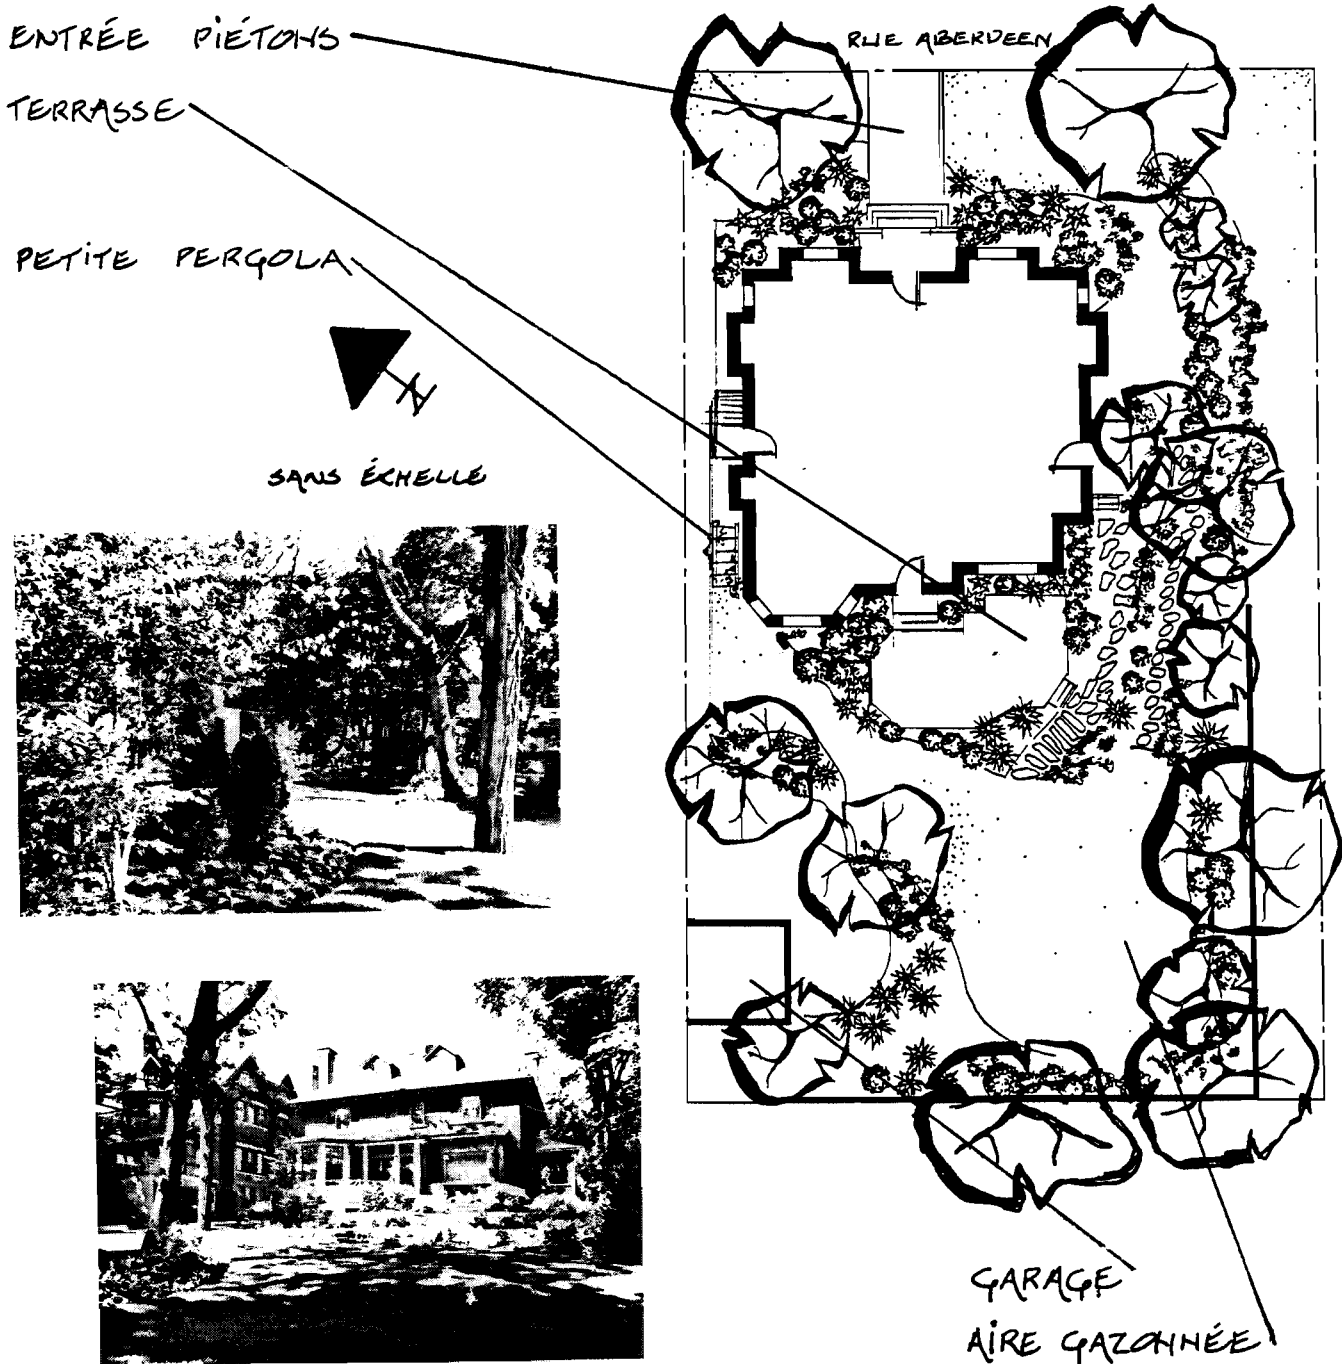 ENTRÉE PIÉTONS
RUE ABERDEEN
TERRASSE
PETITE PERGOLA
N
SANS ÉCHELLE
GARAGE
AIRE GAZONNÉE